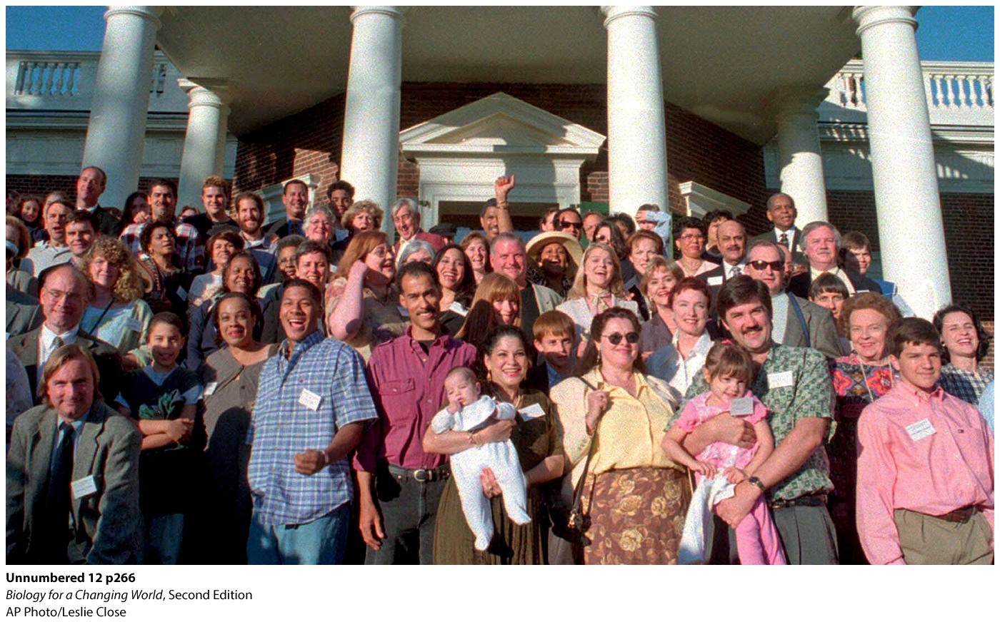 Unnumbered 12 p266
Biology for a Changing World, Second Edition
AP Photo/Leslie Close